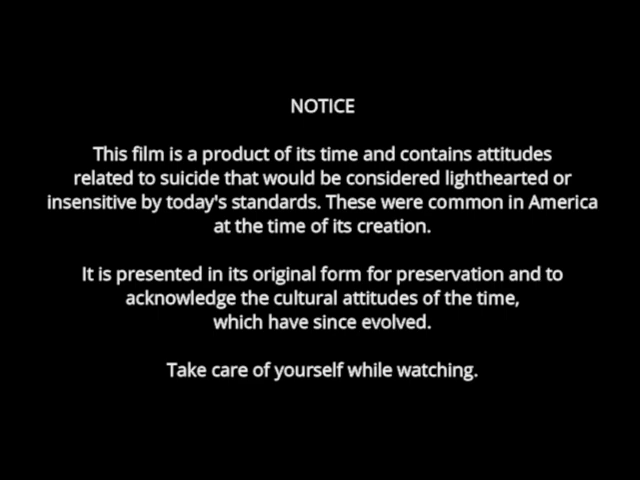 NOTICE
This film is a product of its time and contains attitudes
related to suicide that would be considered lighthearted or
insensitive by today's standards. These were common in America
at the time of its creation.
It is presented in its original form for preservation and to
acknowledge the cultural attitudes of the time,
which have since evolved.
Take care of yourself while watching.